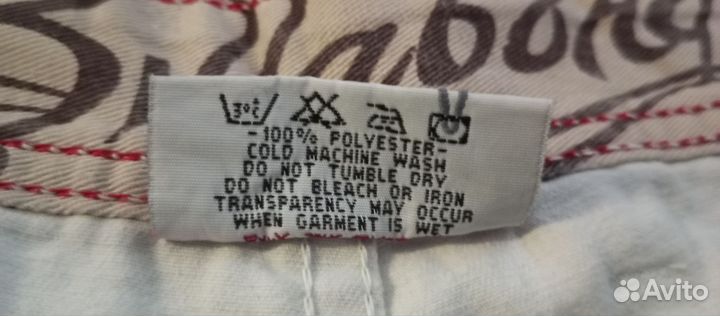 Billabong
30°
-100% POLYESTER-
COLD MACHINE WASH
DO NOT TUMBLE DRY
DO NOT BLEACH OR IRON
TRANSPARENCY MAY OCCUR
WHEN GARMENT IS WET
Avito